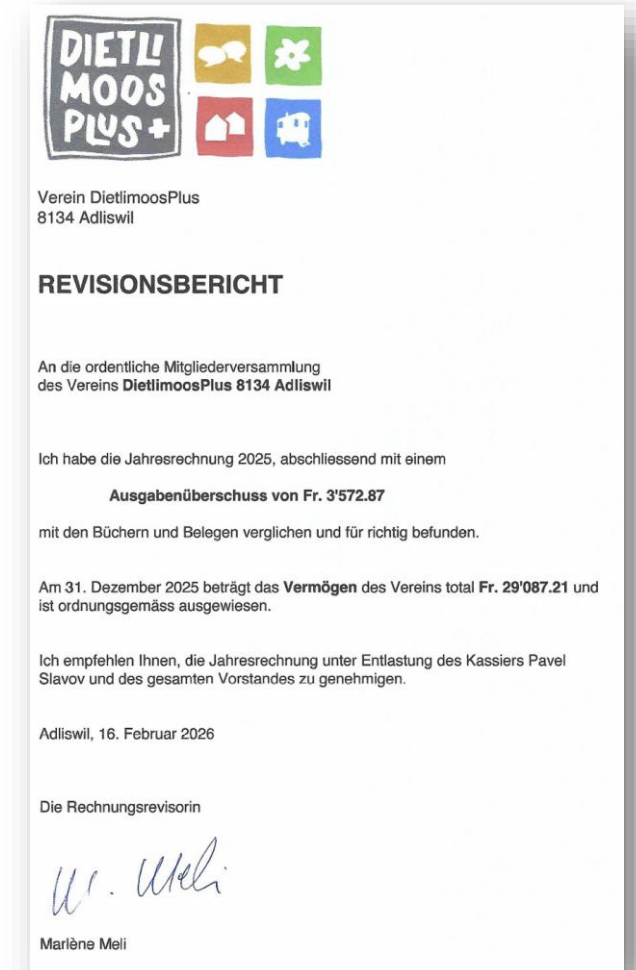 DIETLI
MOOS
PLUS+
Verein DietlimoosPlus
8134 Adliswil
REVISIONSBERICHT
An die ordentliche Mitgliederversammlung
des Vereins DietlimoosPlus 8134 Adliswil
Ich habe die Jahresrechnung 2025, abschliessend mit einem
Ausgabenüberschuss von Fr. 3'572.87
mit den Büchern und Belegen verglichen und für richtig befunden.
Am 31. Dezember 2025 beträgt das Vermögen des Vereins total Fr. 29'087.21 und
ist ordnungsgemäss ausgewiesen.
Ich empfehlen Ihnen, die Jahresrechnung unter Entlastung des Kassiers Pavel
Slavov und des gesamten Vorstandes zu genehmigen.
Adliswil, 16. Februar 2026
Die Rechnungsrevisorin
M. Meli
Marlène Meli